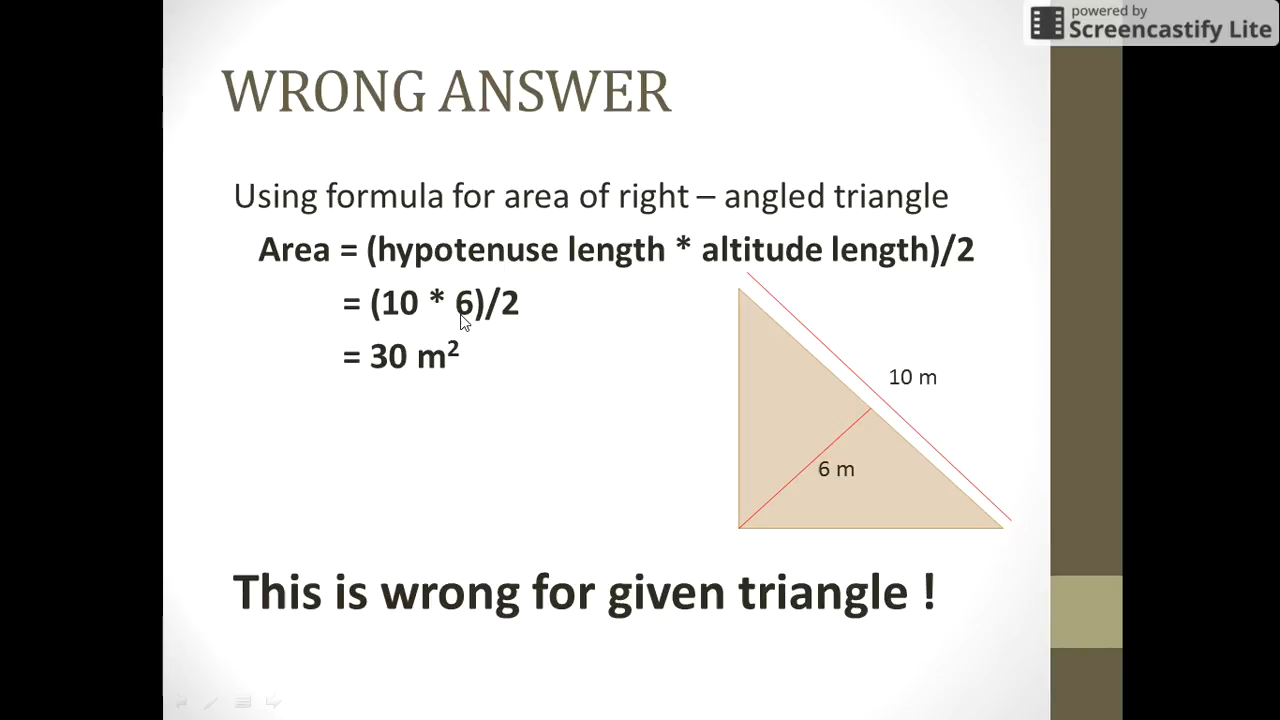 powered by
Screencastify Lite
WRONG ANSWER
Using formula for area of right – angled triangle
Area = (hypotenuse length * altitude length)/2
= (10 * 6)/2
= 30 m²
10 m
6 m
This is wrong for given triangle !